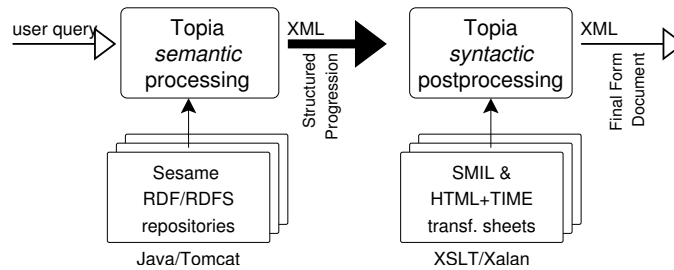 user query
Topia
semantic
processing
XML
Structured
Progression
Topia
syntactic
postprocessing
XML
Final Form
Document
Sesame
RDF/RDFS
repositories
Java/Tomcat
SMIL &
HTML+TIME
transf. sheets
XSLT/Xalan